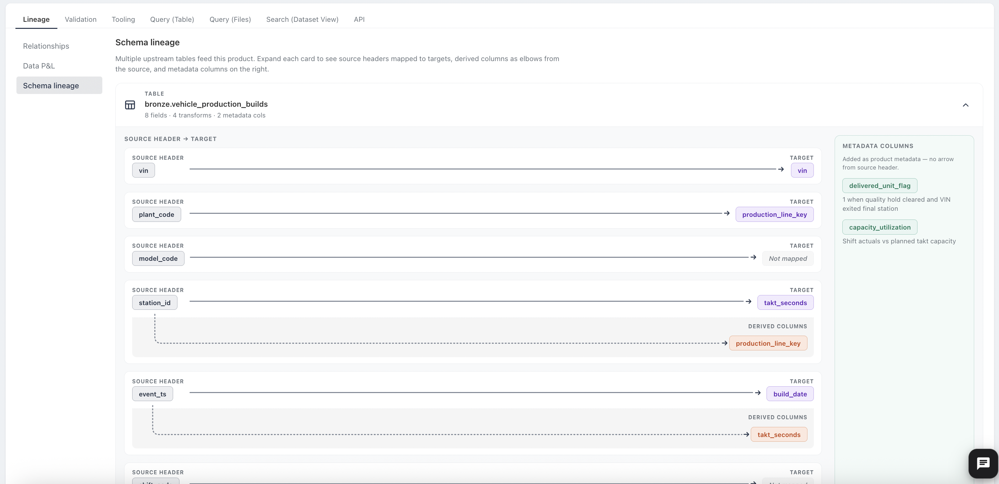 Lineage Validation Tooling Query (Table) Query (Files) Search (Dataset View) API
Relationships
Data P&L
Schema lineage
Schema lineage
Multiple upstream tables feed this product. Expand each card to see source headers mapped to targets, derived columns as elbows from
the source, and metadata columns on the right.
TABLE
bronze.vehicle_production_builds
8 fields · 4 transforms · 2 metadata cols
SOURCE HEADER → TARGET
SOURCE HEADER TARGET
vin vin
SOURCE HEADER TARGET
plant_code production_line_key
SOURCE HEADER TARGET
model_code Not mapped
SOURCE HEADER TARGET
station_id takt_seconds
DERIVED COLUMNS
production_line_key
SOURCE HEADER TARGET
event_ts build_date
DERIVED COLUMNS
takt_seconds
SOURCE HEADER TARGET
METADATA COLUMNS
Added as product metadata — no arrow
from source header.
delivered_unit_flag
1 when quality hold cleared and VIN
exited final station
capacity_utilization
Shift actuals vs planned takt capacity